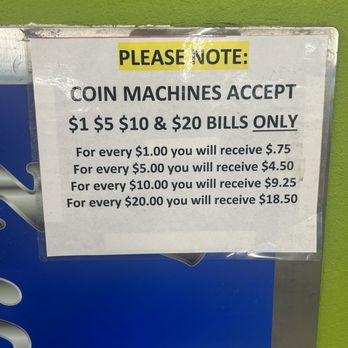 PLEASE NOTE:
COIN MACHINES ACCEPT
$1 $5 $10 & $20 BILLS ONLY
For every $1.00 you will receive $.75
For every $5.00 you will receive $4.50
For every $10.00 you will receive $9.25
For every $20.00 you will receive $18.50